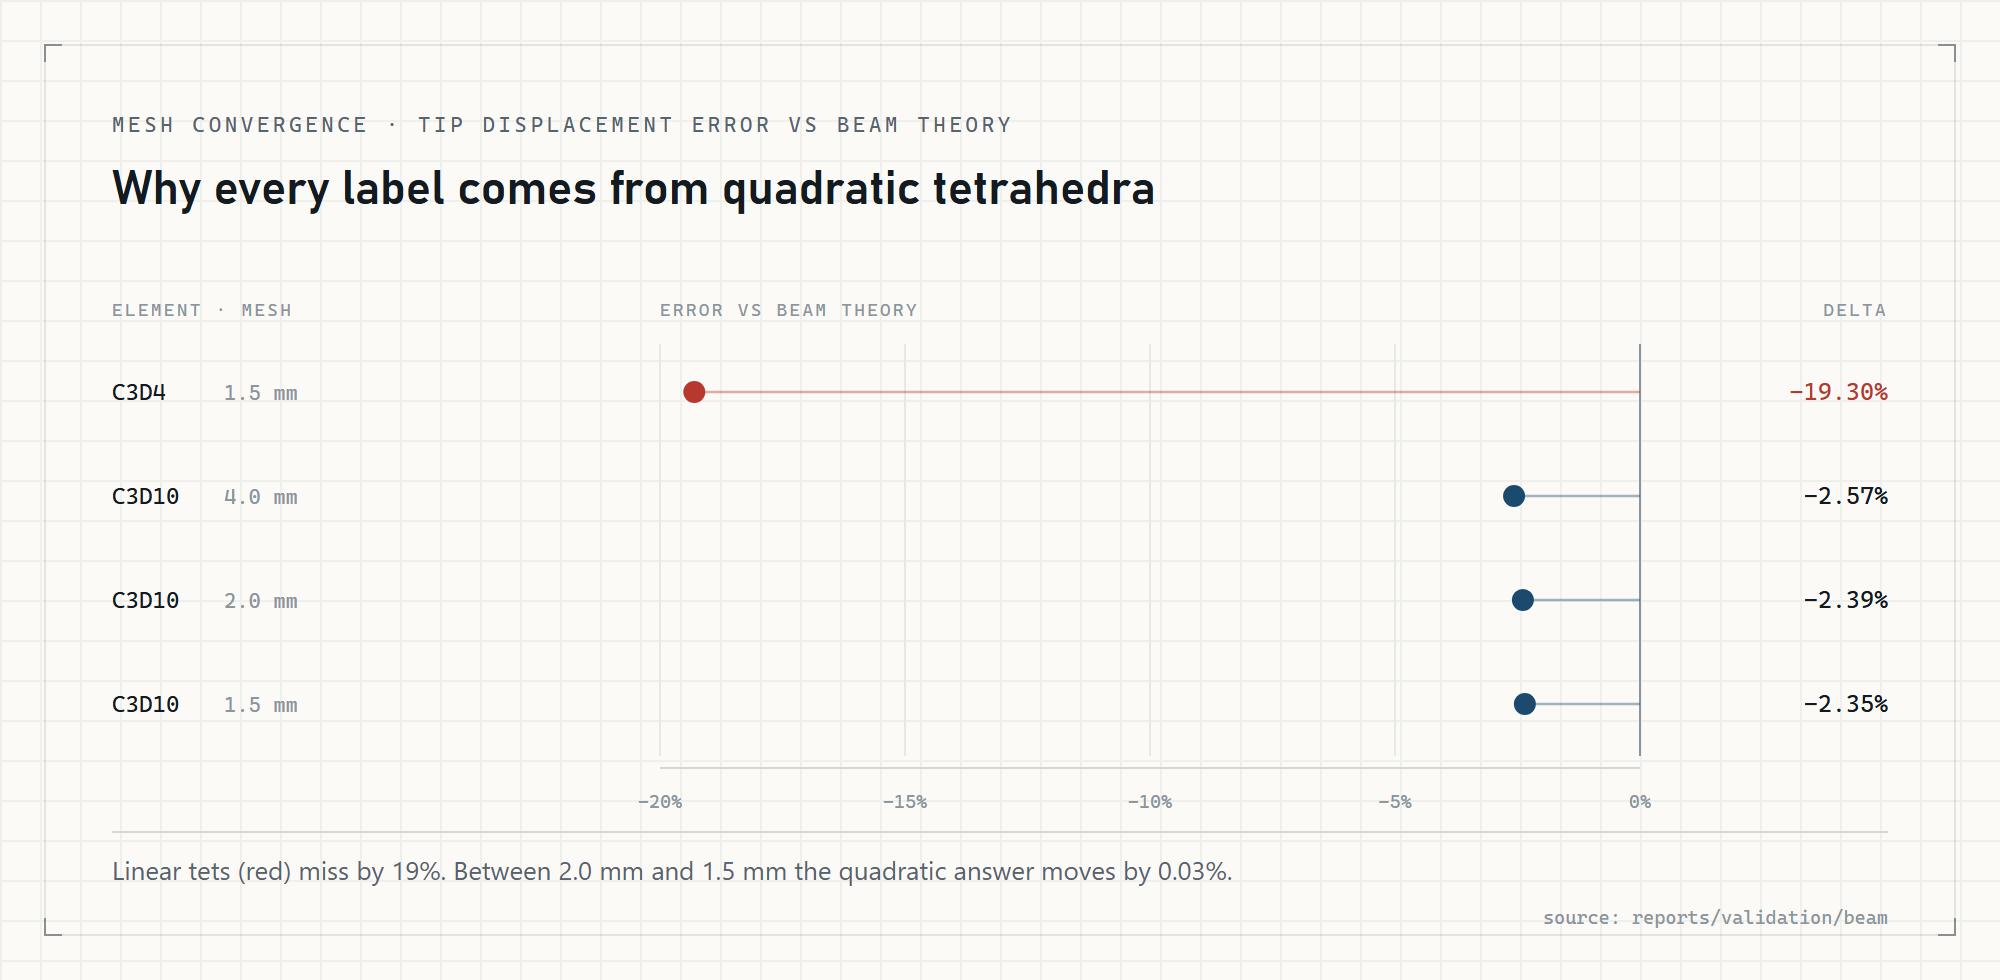 MESH CONVERGENCE · TIP DISPLACEMENT ERROR VS BEAM THEORY
Why every label comes from quadratic tetrahedra
ELEMENT · MESH ERROR VS BEAM THEORY DELTA
C3D4 1.5 mm −19.30%
C3D10 4.0 mm −2.57%
C3D10 2.0 mm −2.39%
C3D10 1.5 mm −2.35%
−20% −15% −10% −5% 0%
Linear tets (red) miss by 19%. Between 2.0 mm and 1.5 mm the quadratic answer moves by 0.03%.
source: reports/validation/beam